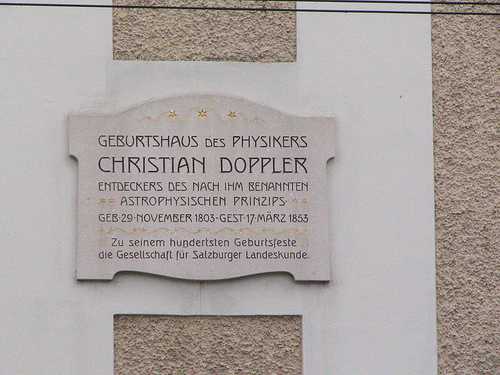 GEBURTSHAUS DES PHYSIKERS
CHRISTIAN DOPPLER
ENTDECKERS DES NACH IHM BENANNTEN
ASTROPHYSISCHEN PRINZIPS·
GEB·29·NOVEMBER 1803-GEST·17·MÄRZ 1853
Zu seinem hundertsten Geburtsfeste
die Gesellschaft für Salzburger Landeskunde.